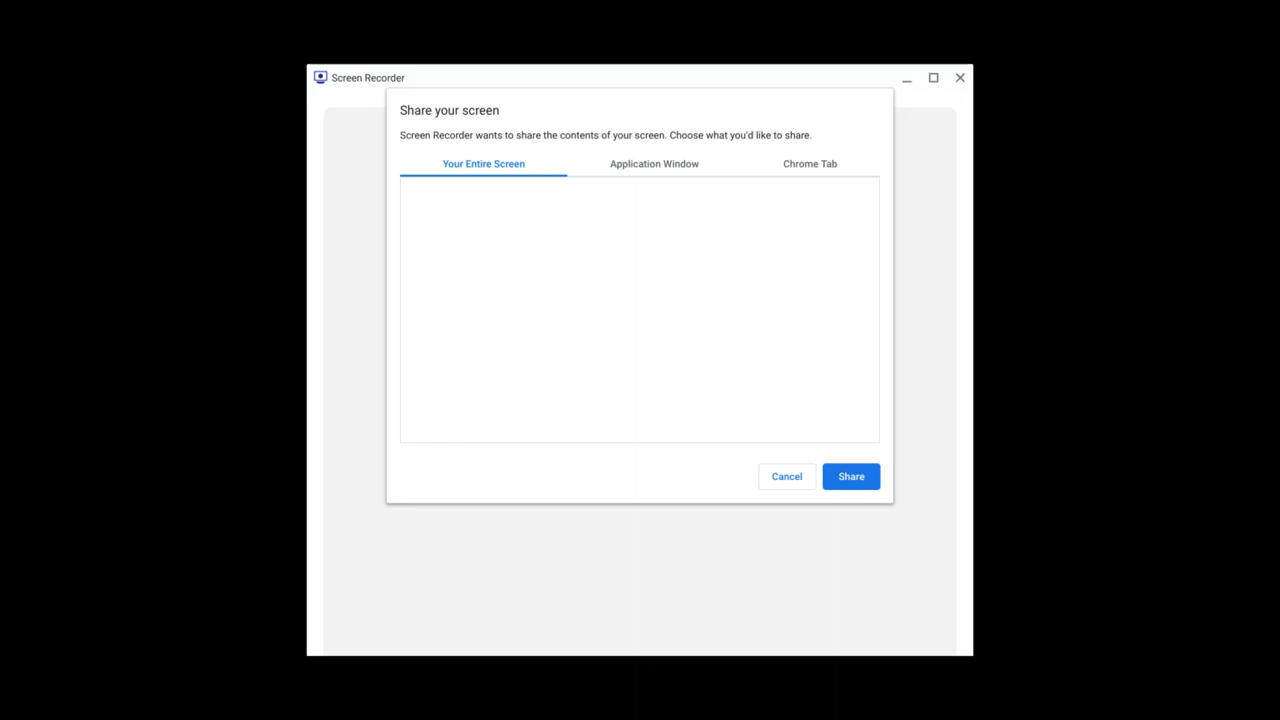 Screen Recorder
Share your screen
Screen Recorder wants to share the contents of your screen. Choose what you'd like to share.
Your Entire Screen
Application Window
Chrome Tab
Cancel
Share